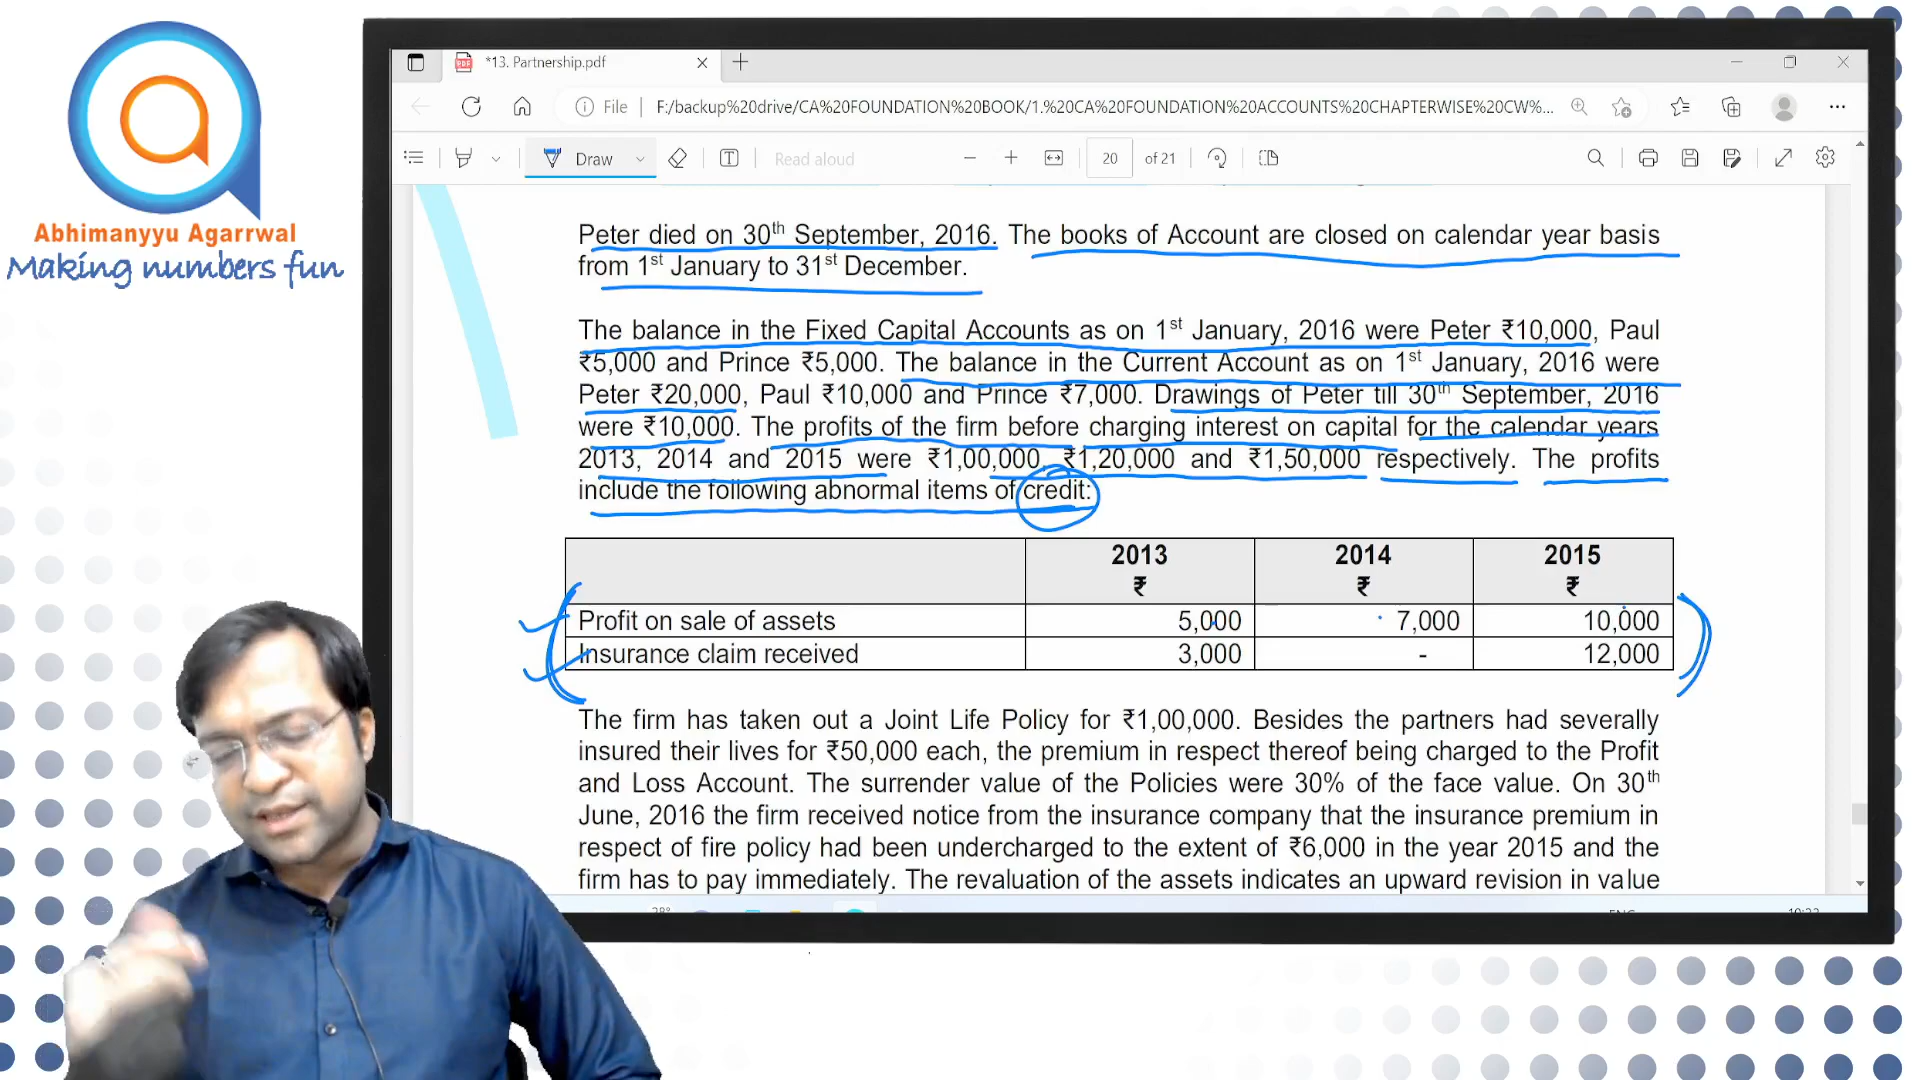 Abhimanyyu Agarrwal
Making numbers fun
*13. Partnership.pdf
File
F:/backup%20drive/CA%20FOUNDATION%20BOOK/1.%20CA%20FOUNDATION%20ACCOUNTS%20CHAPTERWISE%20CW%...
Draw
Read aloud
20 of 21
Peter died on 30th September, 2016. The books of Account are closed on calendar year basis
from 1st January to 31st December.
The balance in the Fixed Capital Accounts as on 1st January, 2016 were Peter ₹10,000, Paul
₹5,000 and Prince ₹5,000. The balance in the Current Account as on 1st January, 2016 were
Peter ₹20,000, Paul ₹10,000 and Prince ₹7,000. Drawings of Peter till 30th September, 2016
were ₹10,000. The profits of the firm before charging interest on capital for the calendar years
2013, 2014 and 2015 were ₹1,00,000, ₹1,20,000 and ₹1,50,000 respectively. The profits
include the following abnormal items of credit:
2013 2014 2015
₹ ₹ ₹
Profit on sale of assets 5,000 7,000 10,000
Insurance claim received 3,000 - 12,000
The firm has taken out a Joint Life Policy for ₹1,00,000. Besides the partners had severally
insured their lives for ₹50,000 each, the premium in respect thereof being charged to the Profit
and Loss Account. The surrender value of the Policies were 30% of the face value. On 30th
June, 2016 the firm received notice from the insurance company that the insurance premium in
respect of fire policy had been undercharged to the extent of ₹6,000 in the year 2015 and the
firm has to pay immediately. The revaluation of the assets indicates an upward revision in value